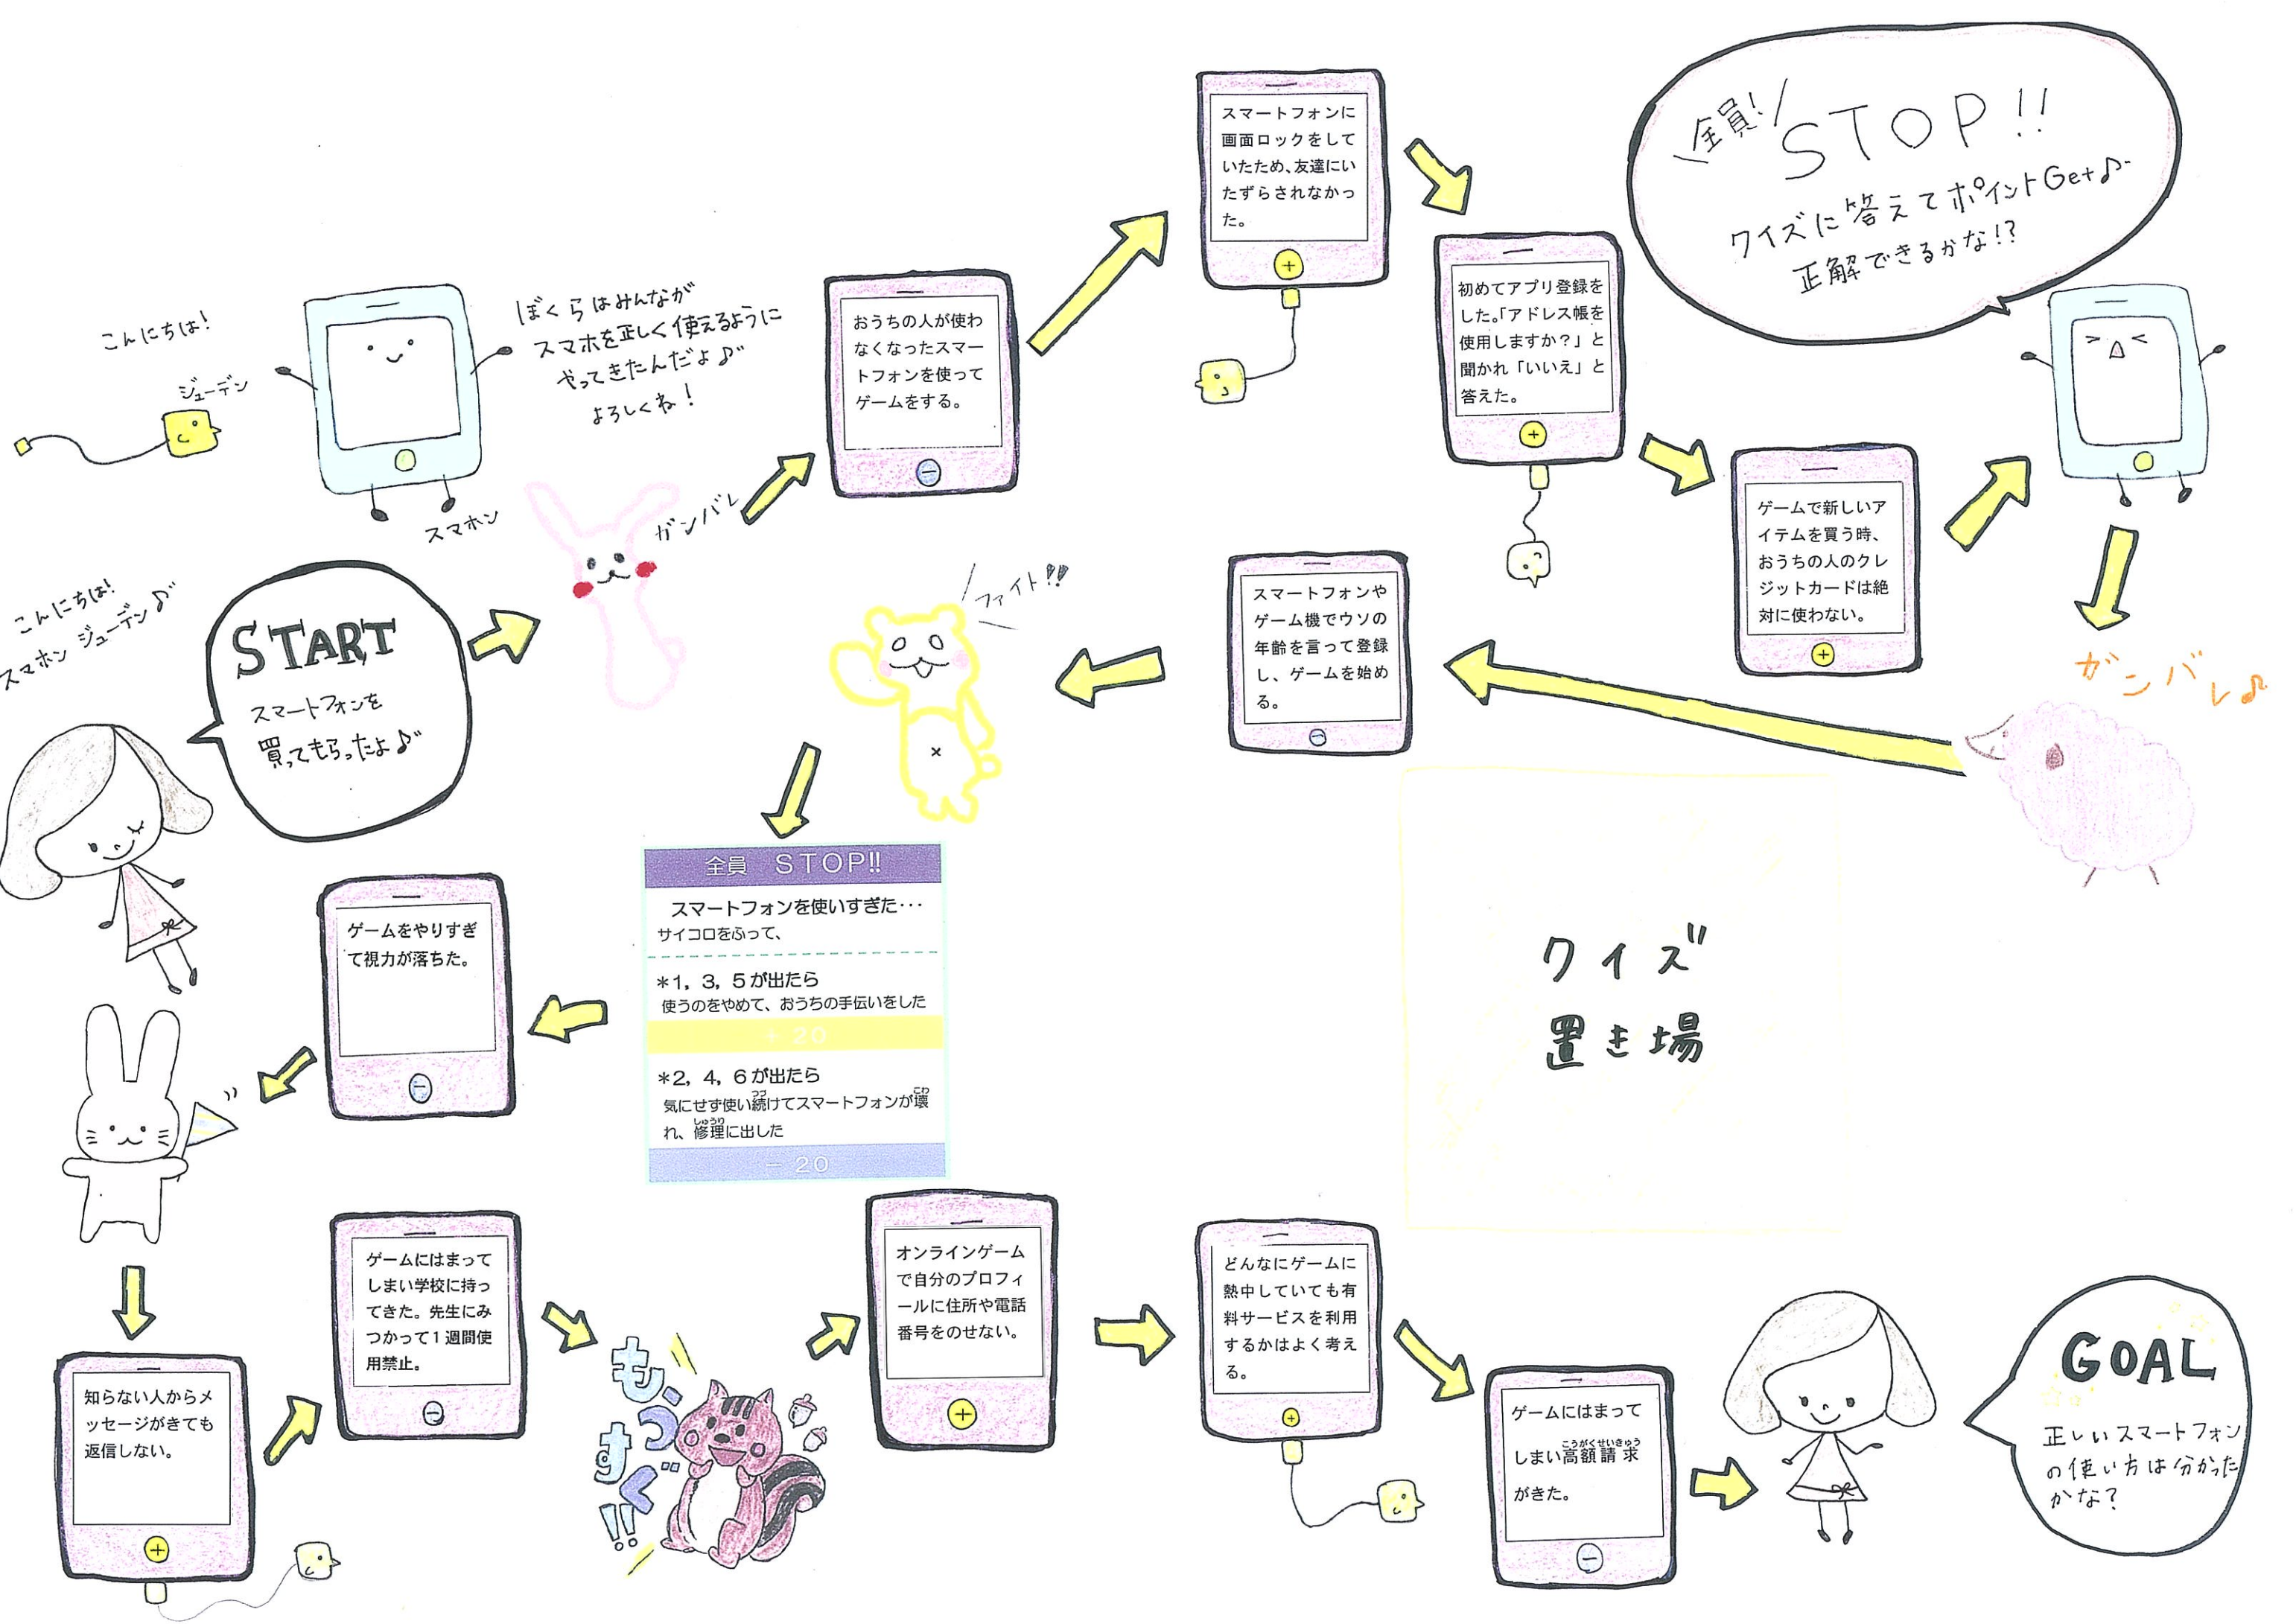 こんにちは!
ジューデン
スマホン
ぼくらはみんなが
スマホを正しく使えるように
やってきたんだよ♪
よろしくね!
こんにちは!
スマホン ジューデン♪
START
スマートフォンを
買ってもらったよ♪
ガンバレ
おうちの人が使わ
なくなったスマー
トフォンを使って
ゲームをする。
−
スマートフォンに
画面ロックをして
いたため、友達にい
たずらされなかっ
た。
+
初めてアプリ登録を
した。「アドレス帳を
使用しますか?」と
聞かれ「いいえ」と
答えた。
+
ゲームで新しいア
イテムを買う時、
おうちの人のクレ
ジットカードは絶
対に使わない。
+
\全員!/
STOP!!
クイズに答えてポイントGet♪
正解できるかな!?
ガンバレ♪
スマートフォンや
ゲーム機でウソの
年齢を言って登録
し、ゲームを始め
る。
−
ファイト!!
全員 STOP!!
スマートフォンを使いすぎた・・・
サイコロをふって、
*1, 3, 5が出たら
使うのをやめて、おうちの手伝いをした
+20
*2, 4, 6が出たら
気にせず使い続けてスマートフォンが壊
つづ
こわ
れ、修理に出した
しゅうり
−20
クイズ
置き場
ゲームをやりすぎ
て視力が落ちた。
−
知らない人からメ
ッセージがきても
返信しない。
+
ゲームにはまって
しまい学校に持っ
てきた。先生にみ
つかって1週間使
用禁止。
−
も、
うっ
すぐ!!
オンラインゲーム
で自分のプロフィ
ールに住所や電話
番号をのせない。
+
どんなにゲームに
熱中していても有
料サービスを利用
するかはよく考え
る。
+
ゲームにはまって
しまい高額請求
こうがくせいきゅう
がきた。
−
GOAL
正しいスマートフォン
の使い方は分かった
かな?